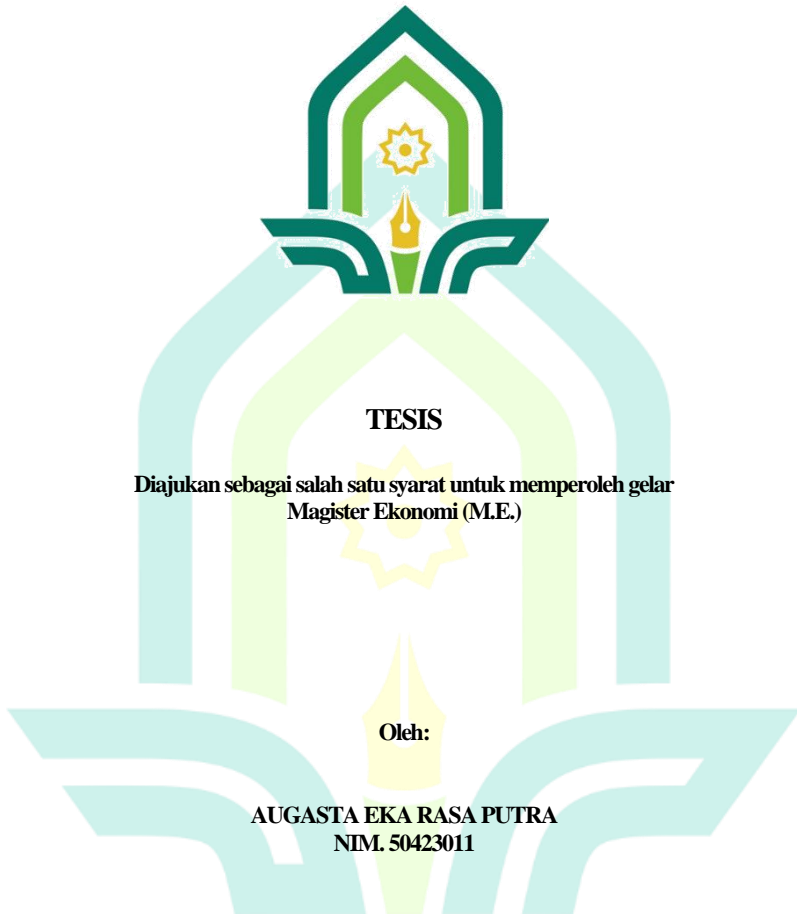 TESIS
Diajukan sebagai salah satu syarat untuk memperoleh gelar
Magister Ekonomi (M.E.)
Oleh:
AUGASTA EKA RASA PUTRA
NIM. 50423011